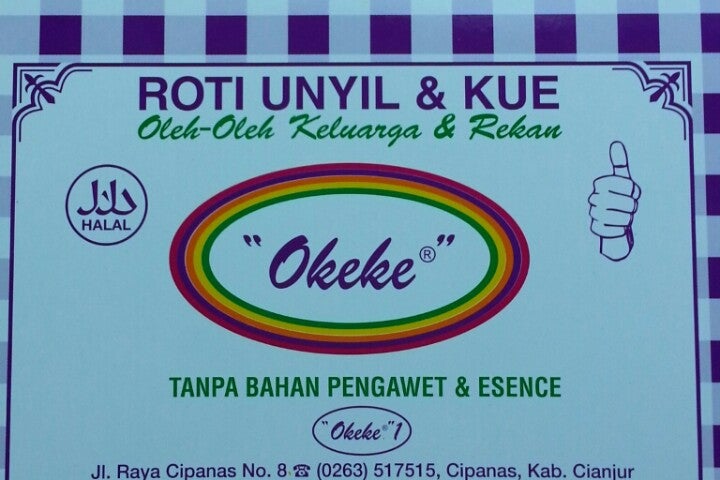 ROTI UNYIL & KUE
Oleh-Oleh Keluarga & Rekan
حلال
HALAL
"Okeke®"
TANPA BAHAN PENGAWET & ESENCE
"Okeke®"1
Jl. Raya Cipanas No. 8 ☎ (0263) 517515, Cipanas, Kab. Cianjur